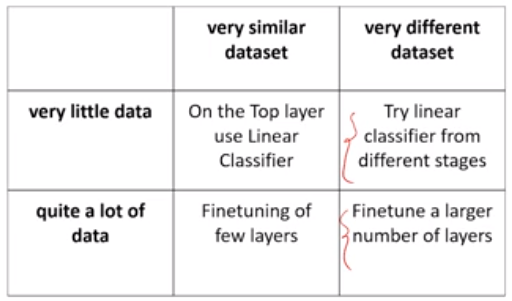 very similar
dataset
very different
dataset
very little data
On the Top layer
use Linear
Classifier
Try linear
classifier from
different stages
quite a lot of
data
Finetuning of
few layers
Finetune a larger
number of layers